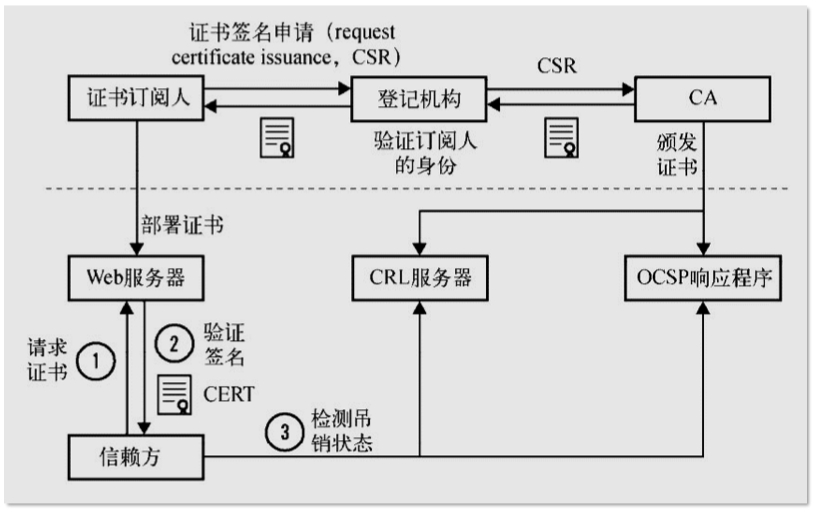 证书签名申请（request
certificate issuance，CSR）
CSR
证书订阅人
登记机构
CA
验证订阅人
的身份
颁发
证书
部署证书
Web服务器
CRL服务器
OCSP响应程序
请求
证书
1
2
验证
签名
CERT
3
检测吊
销状态
信赖方